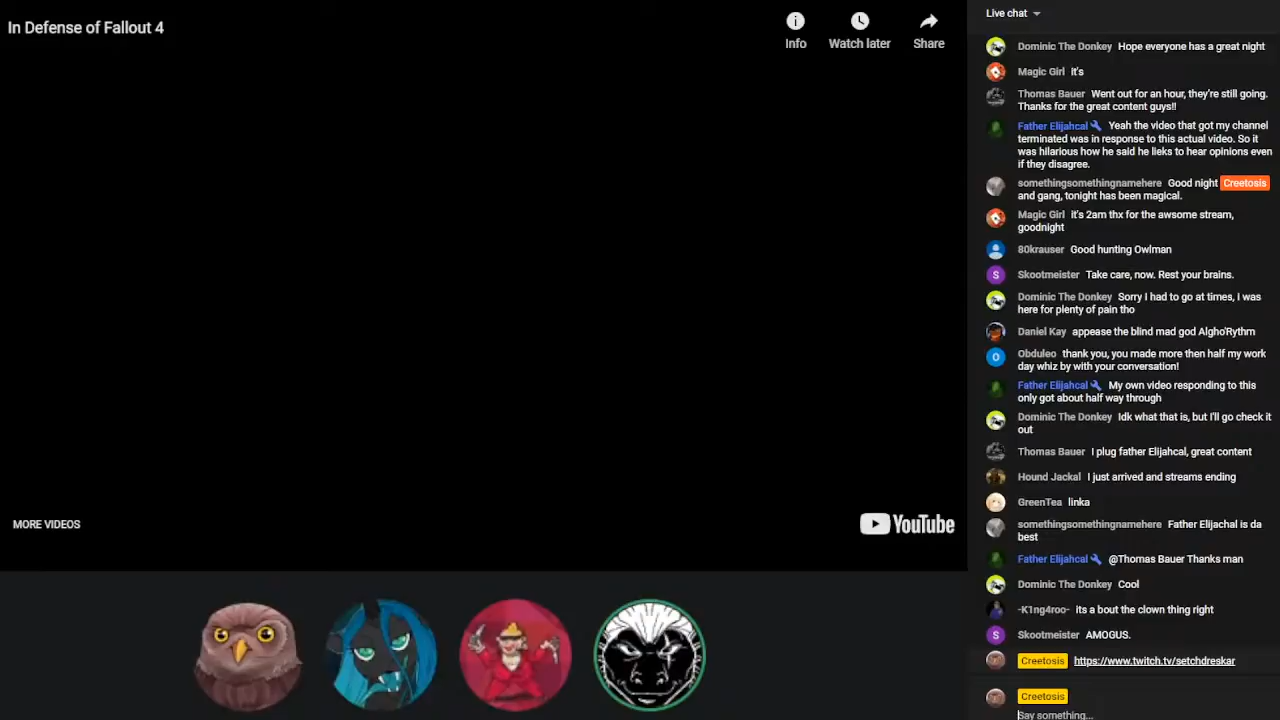 In Defense of Fallout 4
Info
Watch later
Share
MORE VIDEOS
YouTube
Live chat
Dominic The Donkey Hope everyone has a great night
Magic Girl it's
Thomas Bauer Went out for an hour, they're still going.
Thanks for the great content guys!!
Father Elijahcal Yeah the video that got my channel
terminated was in response to this actual video. So it
was hilarious how he said he lieks to hear opinions even
if they disagree.
somethingsomethingnamehere Good night Creetosis
and gang, tonight has been magical.
Magic Girl it's 2am thx for the awsome stream,
goodnight
80krauser Good hunting Owlman
S
Skootmeister Take care, now. Rest your brains.
Dominic The Donkey Sorry I had to go at times, i was
here for plenty of pain tho
Daniel Kay appease the blind mad god Algho'Rythm
O
Obduleo thank you, you made more then half my work
day whiz by with your conversation!
Father Elijahcal My own video responding to this
only got about half way through
Dominic The Donkey Idk what that is, but I'll go check it
out
Thomas Bauer I plug father Elijahcal, great content
Hound Jackal I just arrived and streams ending
GreenTea linka
somethingsomethingnamehere Father Elijachal is da
best
Father Elijahcal @Thomas Bauer Thanks man
Dominic The Donkey Cool
-K1ng4roo- its a bout the clown thing right
S
Skootmeister AMOGUS.
Creetosis https://www.twitch.tv/setchdreskar
Creetosis
Say something...